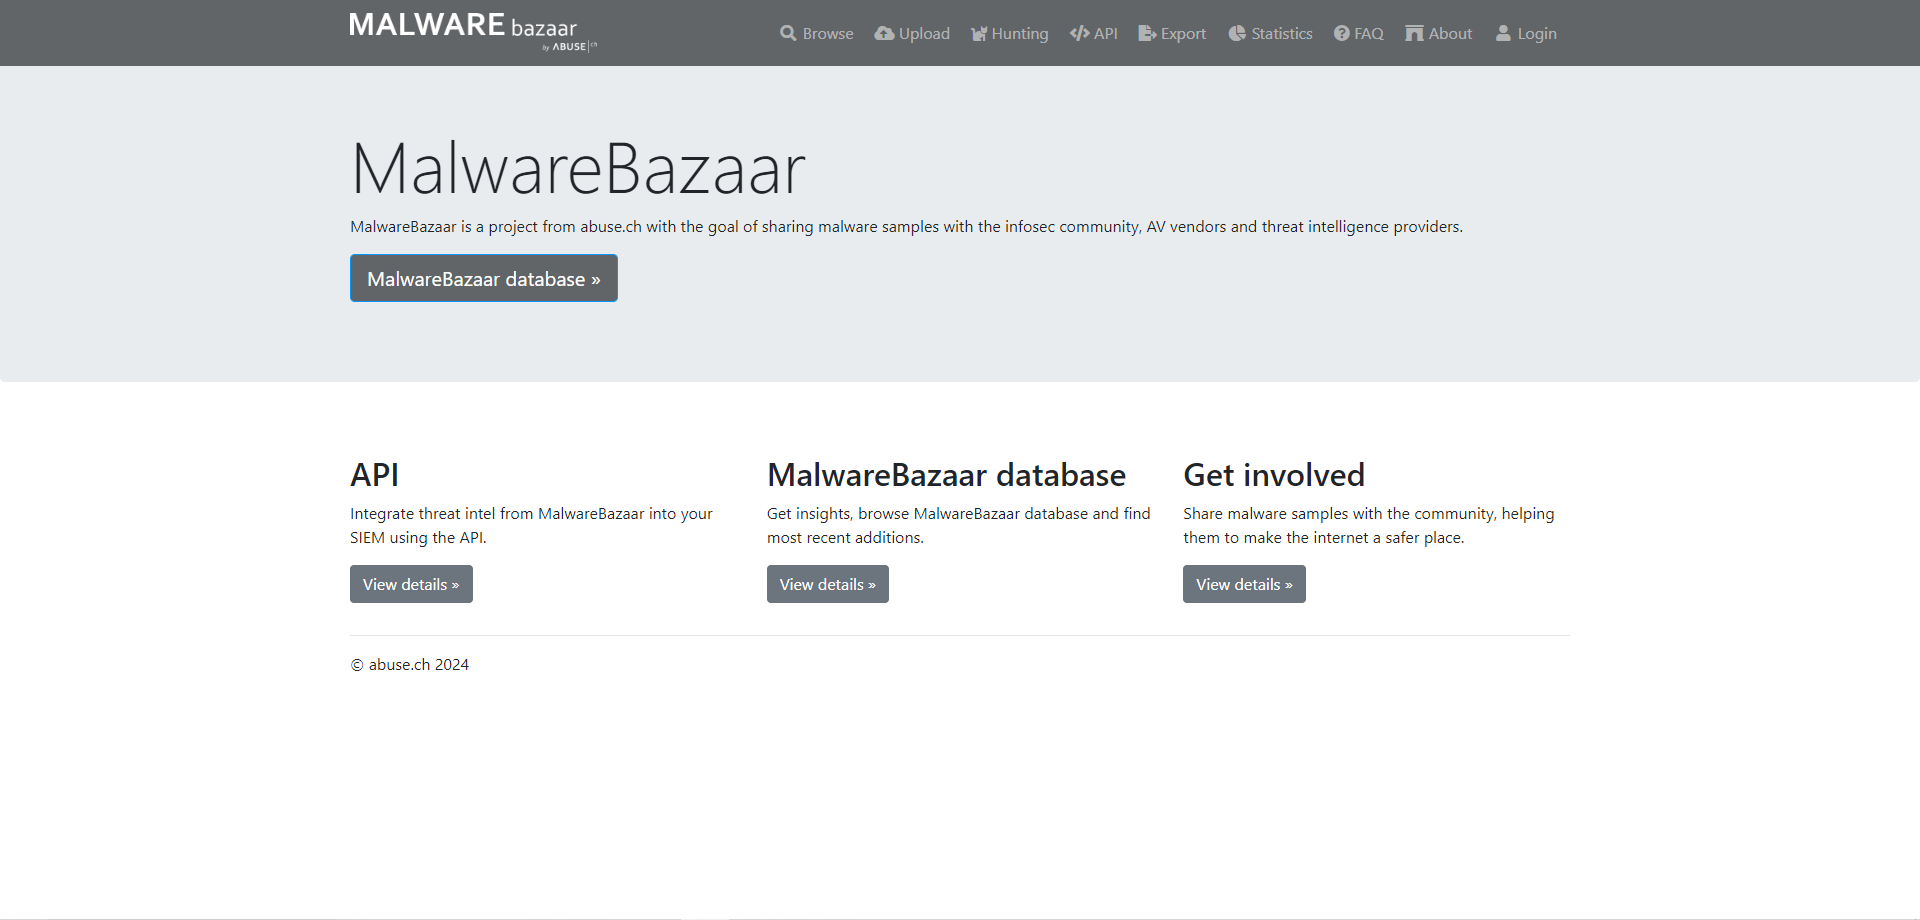 MALWARE bazaar
by ABUSE|ch
Browse Upload Hunting API Export Statistics FAQ About Login
MalwareBazaar
MalwareBazaar is a project from abuse.ch with the goal of sharing malware samples with the infosec community, AV vendors and threat intelligence providers.
MalwareBazaar database »
API
Integrate threat intel from MalwareBazaar into your
SIEM using the API.
View details »
MalwareBazaar database
Get insights, browse MalwareBazaar database and find
most recent additions.
View details »
Get involved
Share malware samples with the community, helping
them to make the internet a safer place.
View details »
© abuse.ch 2024